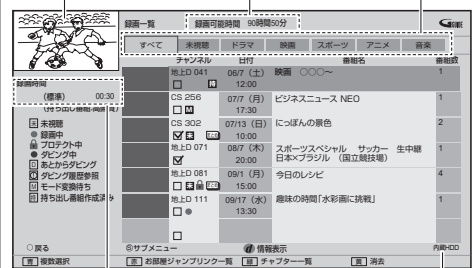 録画一覧
録画可能時間 90時間50分
すべて 未視聴 ドラマ 映画 スポーツ アニメ 音楽
チャンネル 日付 番組名 番組数
地上D 041 06/7（土） 映画 ○○○～ 1
12:00
録画時間
（標準） 00:30
CS 256 07/7（月） ビジネスニュース NEO 1
M 17:30
未 未視聴
● 録画中
プロテクト中
● ダビング中
D あとからダビング
ダビング履歴参照
M モード変換待ち
持 持ち出し番組作成済み
CS 302 07/13（日） にっぽんの景色 2
10:00
地上D 071 08/7（木） スポーツスペシャル サッカー 生中継 1
20:00 日本×ブラジル （国立競技場）
地上D 081 09/1（月） 今日のレシピ 4
15:00
地上D 111 09/17（水） 趣味の時間「水彩画に挑戦」 1
13:30
○戻る Ⓢサブメニュー d 情報表示 内蔵HDD
青 複数選択 赤 お部屋ジャンプリンク一覧 緑 チャプター一覧 黄 消去